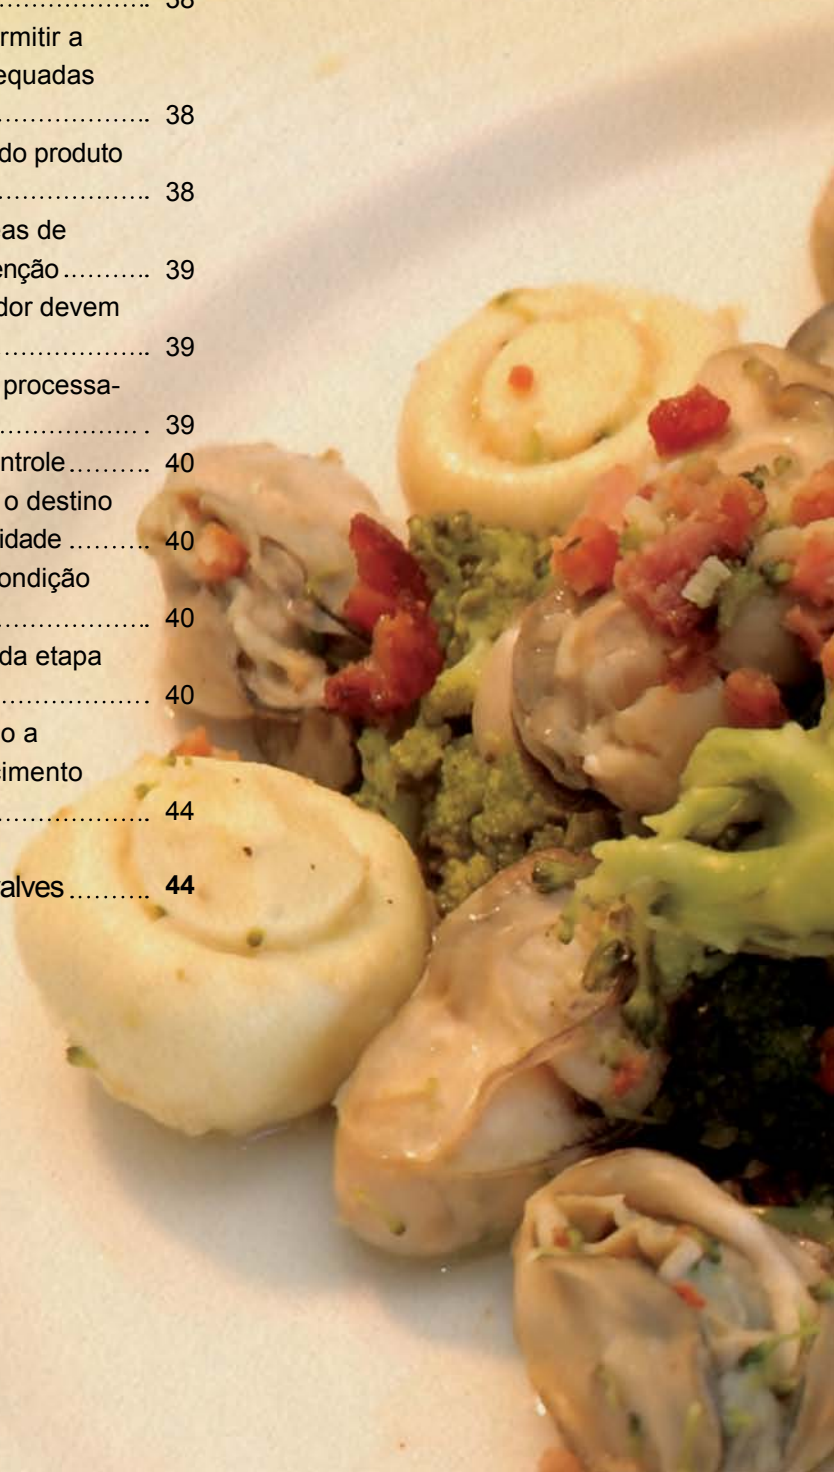 38
rmitir a
equadas
........................ 38
do produto
........................ 38
as de
enção........... 39
dor devem
........................ 39
processa-
........................ 39
ntrole.......... 40
o destino
idade .......... 40
ondição
........................ 40
da etapa
........................ 40
o a
cimento
........................ 44
alves.......... 44